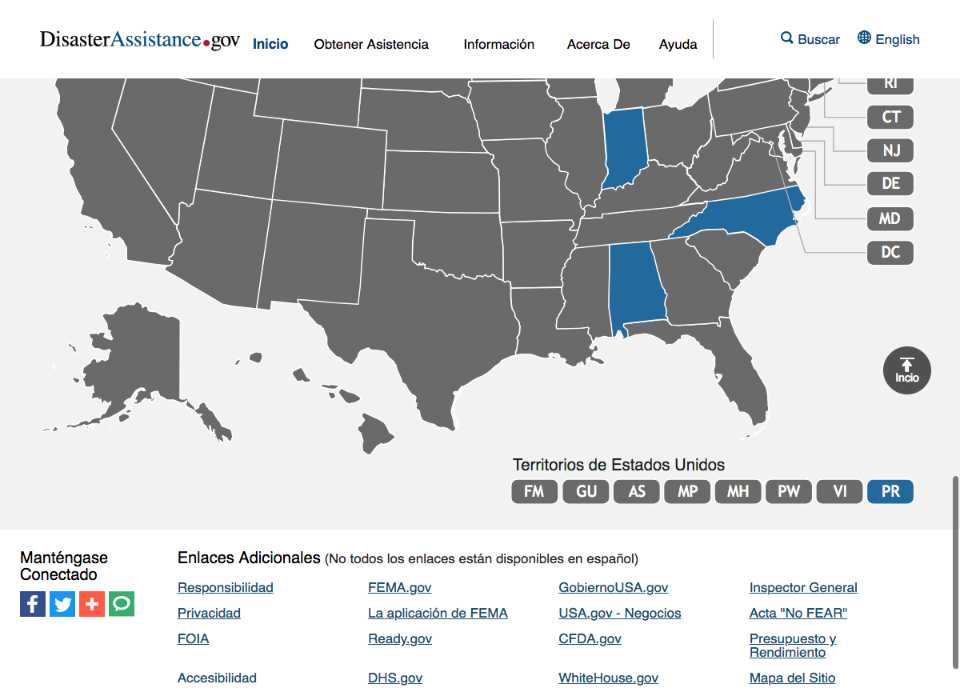 DisasterAssistance.gov
Inicio Obtener Asistencia Información Acerca De Ayuda Buscar English
RI
CT
NJ
DE
MD
DC
Incio
Territorios de Estados Unidos
FM GU AS MP MH PW VI PR
Manténgase
Conectado
Enlaces Adicionales (No todos los enlaces están disponibles en español)
Responsibilidad FEMA.gov GobiernoUSA.gov Inspector General
Privacidad La aplicación de FEMA USA.gov - Negocios Acta "No FEAR"
FOIA Ready.gov CFDA.gov Presupuesto y
Rendimiento
Accesibilidad DHS.gov WhiteHouse.gov Mapa del Sitio